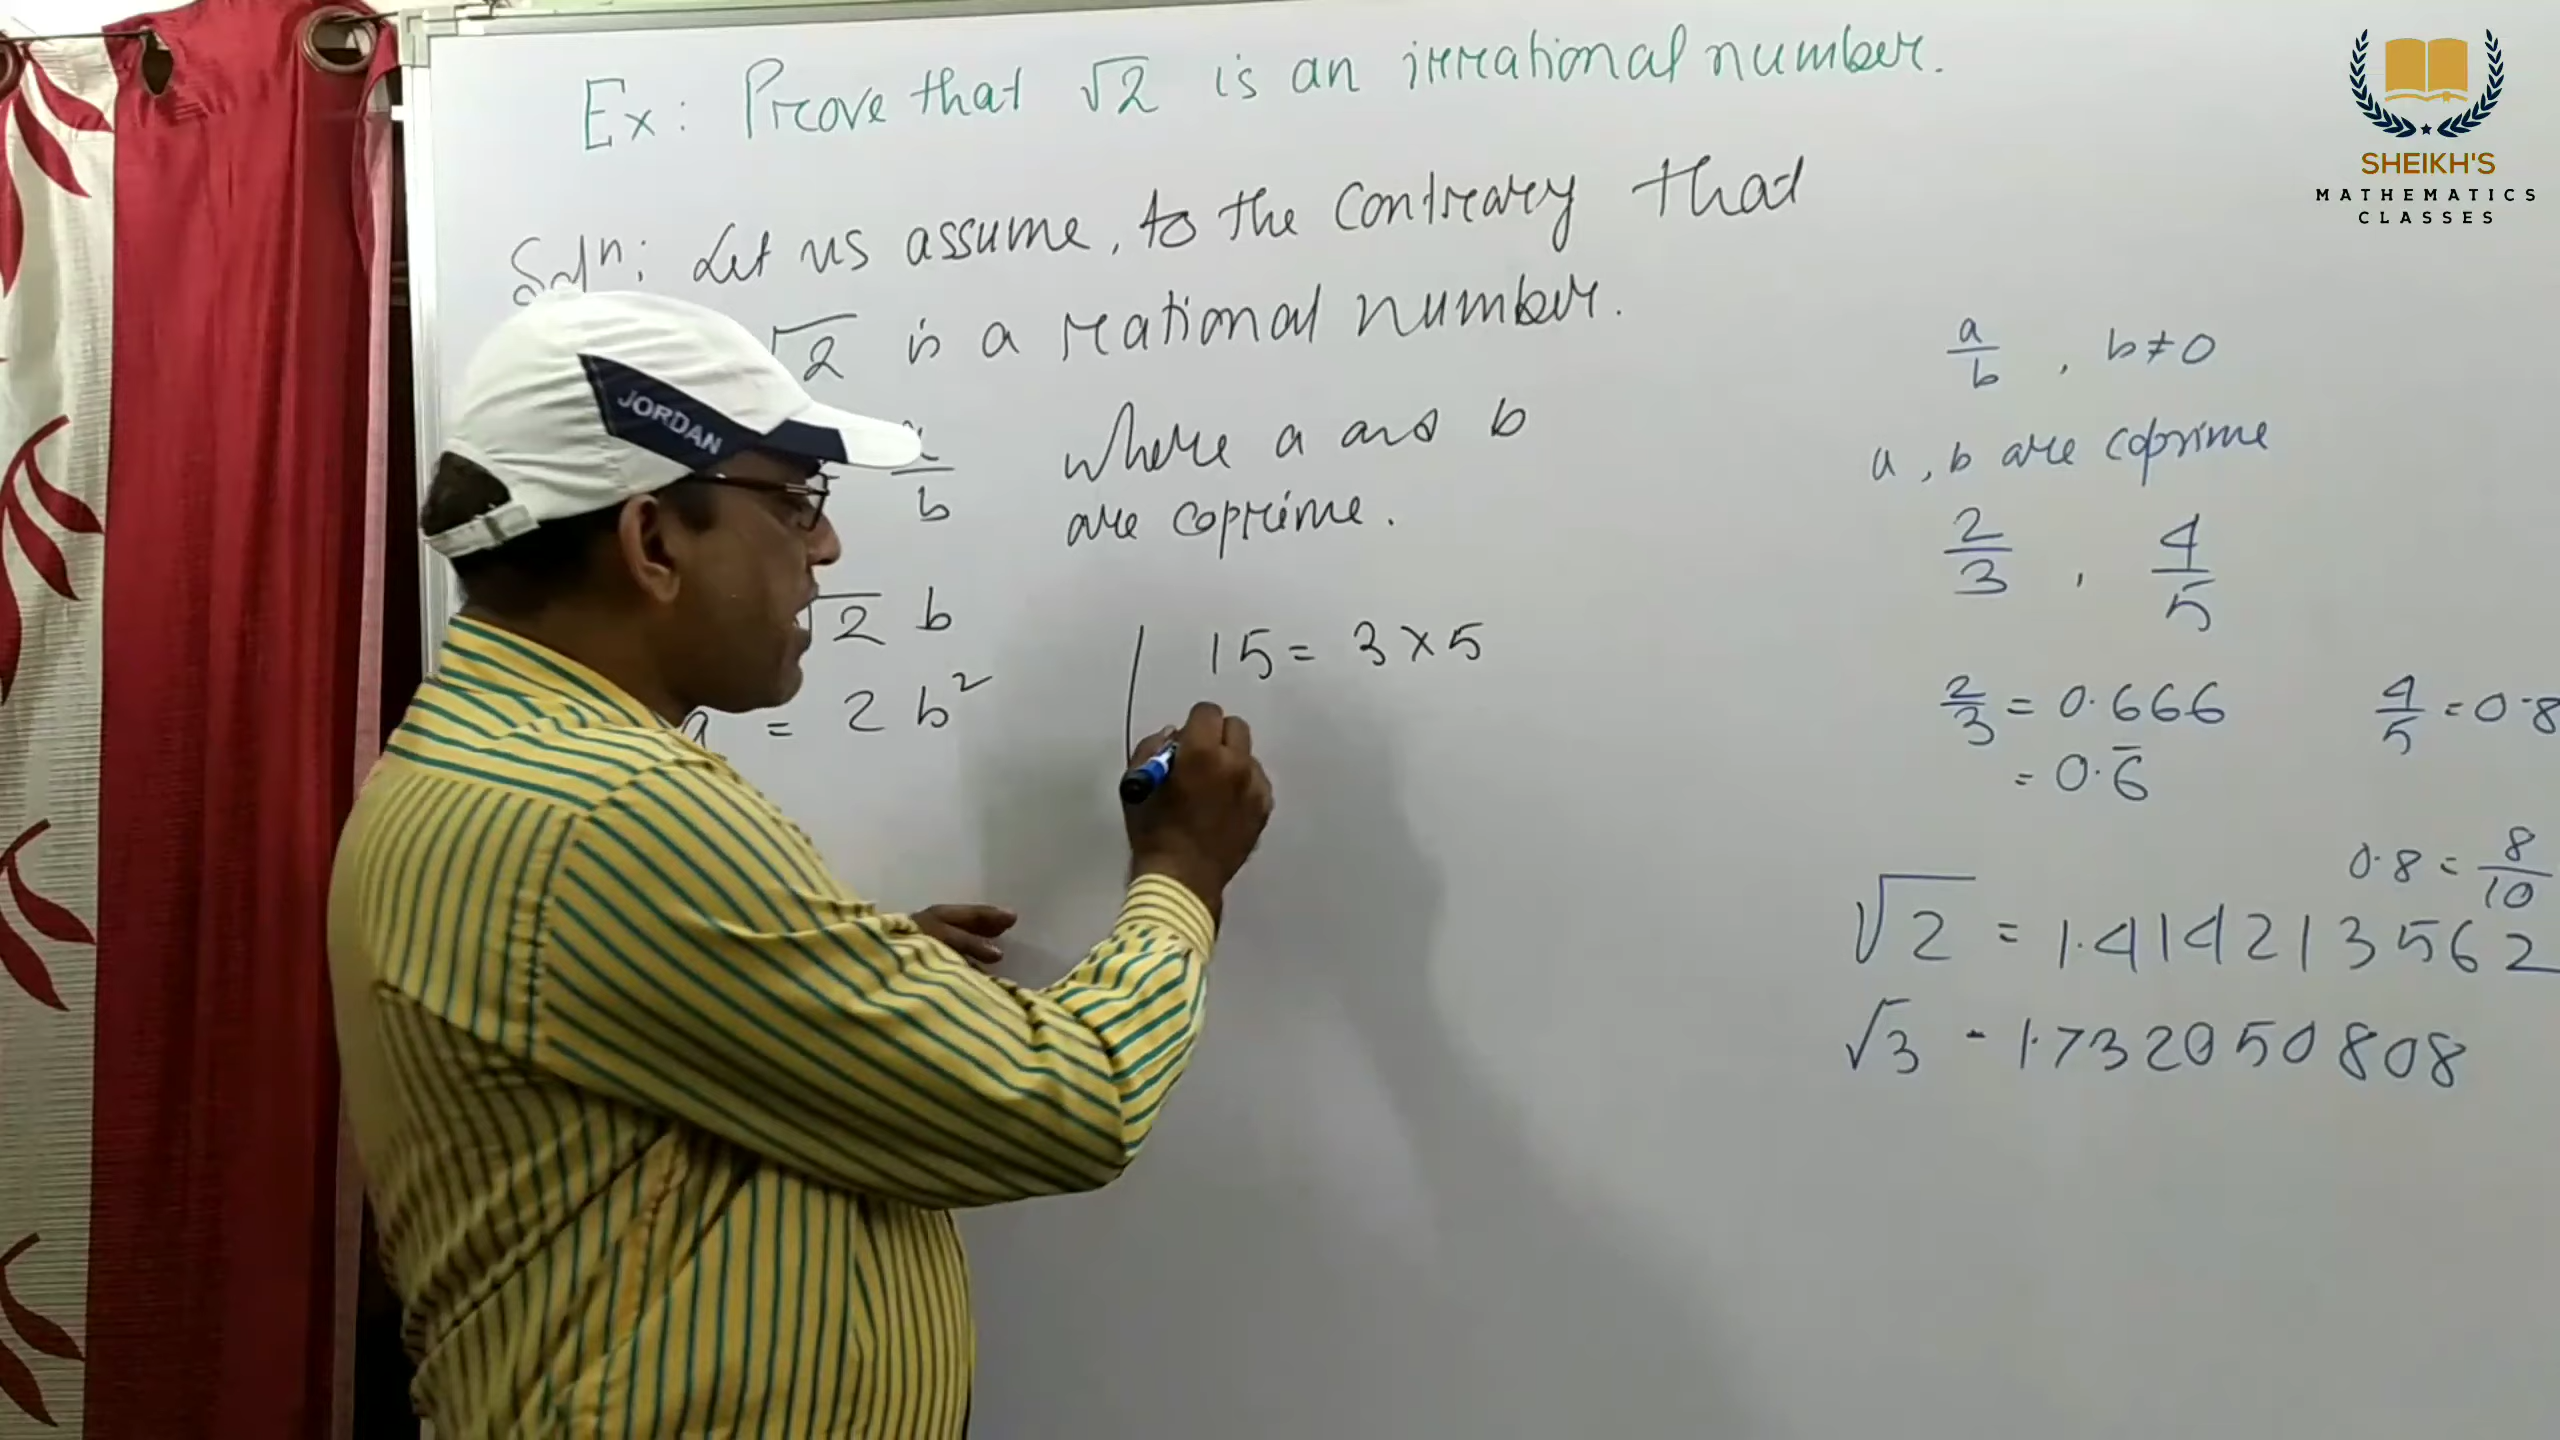 Ex: Prove that √2 is an irrational number.
Solⁿ: Let us assume, to the contrary that
√2 is a rational number.
a/b where a and b
are coprime.
√2 b
a = 2b²
15 = 3×5
JORDAN
SHEIKH'S
MATHEMATICS
CLASSES
a/b , b≠0
a, b are coprime
2/3 , 4/5
2/3 = 0.666 4/5 = 0.8
= 0.6̅
0.8 = 8/10
√2 = 1.414213562
√3 - 1.732050808